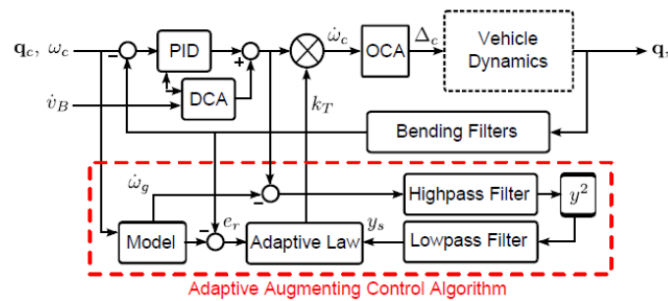 q_c, ω_c
PID
ω̇_c
OCA
Δ_c
Vehicle
Dynamics
q,
DCA
v̇_B
k_T
Bending Filters
ω̇_g
Highpass Filter
y²
Model
e_r
Adaptive Law
y_s
Lowpass Filter
Adaptive Augmenting Control Algorithm